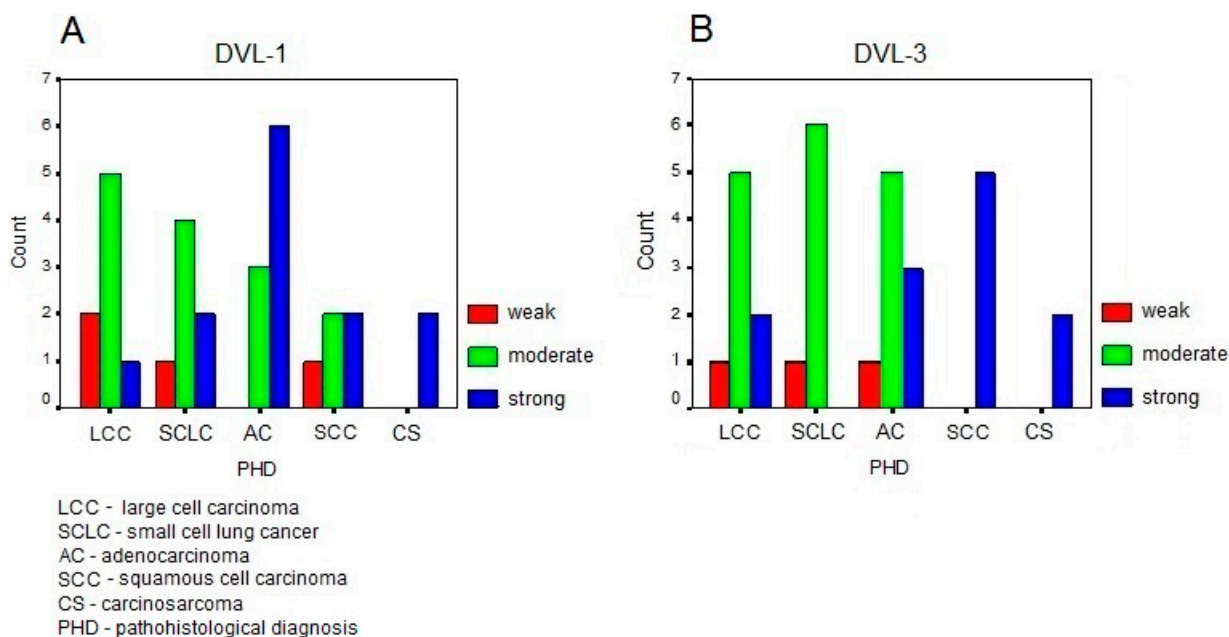 A
DVL-1
7
6
5
4
3
2
1
0
Count
LCC SCLC AC SCC CS
PHD
weak
moderate
strong
B
DVL-3
7
6
5
4
3
2
1
0
Count
LCC SCLC AC SCC CS
PHD
weak
moderate
strong
LCC - large cell carcinoma
SCLC - small cell lung cancer
AC - adenocarcinoma
SCC - squamous cell carcinoma
CS - carcinosarcoma
PHD - pathohistological diagnosis